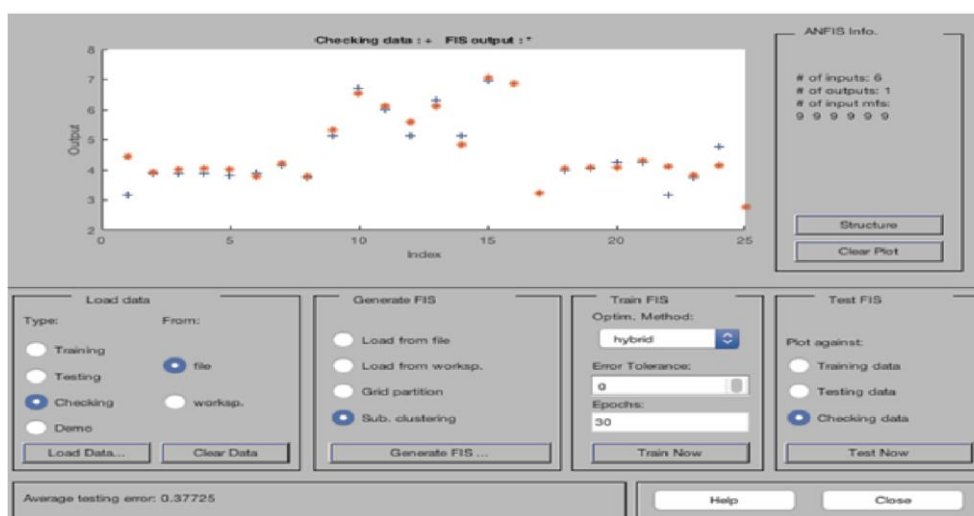 Checking data : + FIS output : *
8
7
6
5
4
3
2
Output
0 5 10 15 20 25
Index
ANFIS Info.
# of inputs: 6
# of outputs: 1
# of input mfs:
9 9 9 9 9 9
Structure
Clear Plot
Load data
Type: From:
Training
Testing
Checking
Demo
file
worksp.
Load Data... Clear Data
Generate FIS
Load from file
Load from worksp.
Grid partition
Sub. clustering
Generate FIS ...
Train FIS
Optim. Method:
hybrid
Error Tolerance:
0
Epochs:
30
Train Now
Test FIS
Plot against:
Training data
Testing data
Checking data
Test Now
Average testing error: 0.37725
Help Close